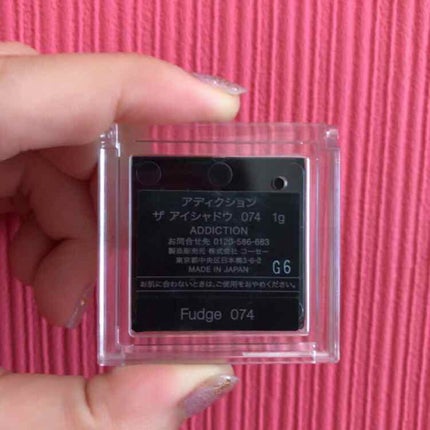 アディクション
ザ アイシャドウ 074 1g
ADDICTION
お問合せ先 0120-586-683
製造販売元 株式会社 コーセー
東京都中央区日本橋3-6-2
MADE IN JAPAN
G6
お肌に合わないときは、ご使用をおやめください。
Fudge 074